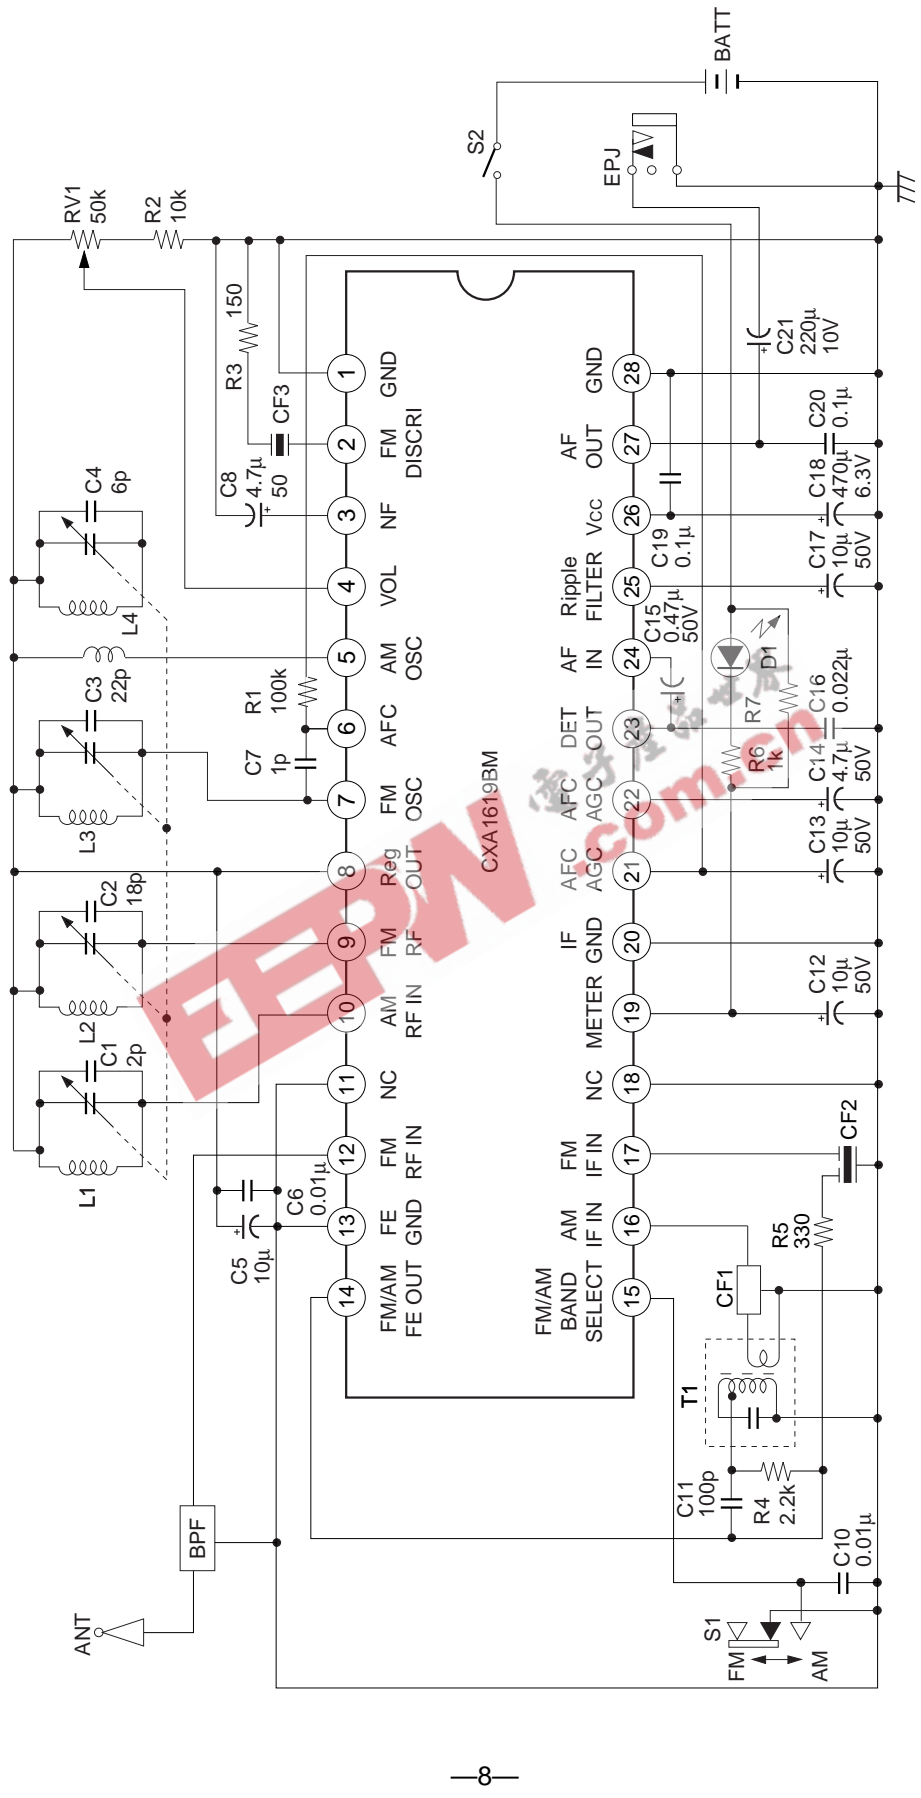 BATT
S2
EPJ
RV1
50k
R2
10k
150
R3
CF3
C8
4.7µ
50
C21
220µ
10V
C20
0.1µ
C18
470µ
6.3V
C17
10µ
50V
C19
0.1µ
C15
0.47µ
50V
D1
R7
R6
1k
C16
0.022µ
C14
4.7µ
50V
C13
10µ
50V
C12
10µ
50V
C4
6p
L4
C3
22p
L3
C2
18p
L2
C1
2p
L1
R1
100k
C7
1p
1
GND
2
FM
DISCRI
3
NF
4
VOL
5
AM
OSC
6
AFC
7
FM
OSC
8
Reg
OUT
9
FM
RF
10
AM
RF IN
11
NC
12
FM
RF IN
13
FE
GND
14
FM/AM
FE OUT
CXA1619BM
28
GND
27
AF
OUT
26
Vcc
25
Ripple
FILTER
24
AF
IN
23
DET
OUT
22
AFC
AGC
21
AFC
AGC
20
IF GND
19
METER
18
NC
17
FM
IF IN
16
AM
IF IN
15
FM/AM
BAND
SELECT
C6
0.01µ
C5
10µ
CF2
R5
330
CF1
T1
C11
100p
R4
2.2k
C10
0.01µ
S1
FM
AM
BPF
ANT
EEPW
.com.cn
電子産品世界
—8—